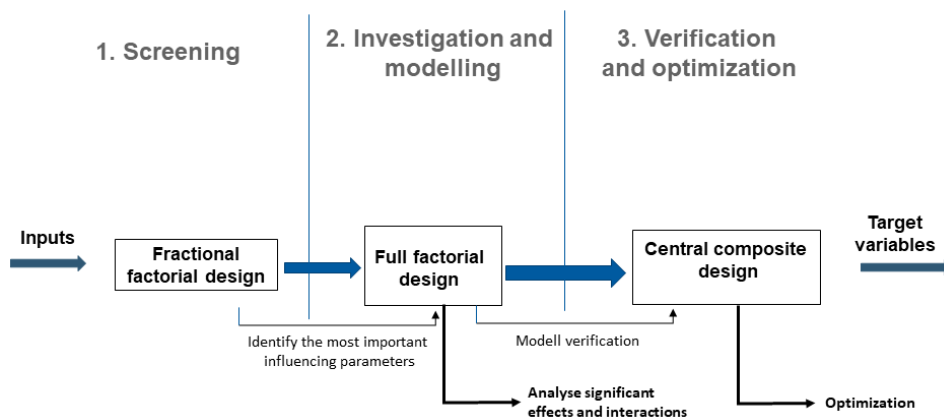 1. Screening
2. Investigation and
modelling
3. Verification
and optimization
Inputs
Fractional
factorial design
Full factorial
design
Central composite
design
Target
variables
Identify the most important
influencing parameters
Modell verification
Analyse significant
effects and interactions
Optimization